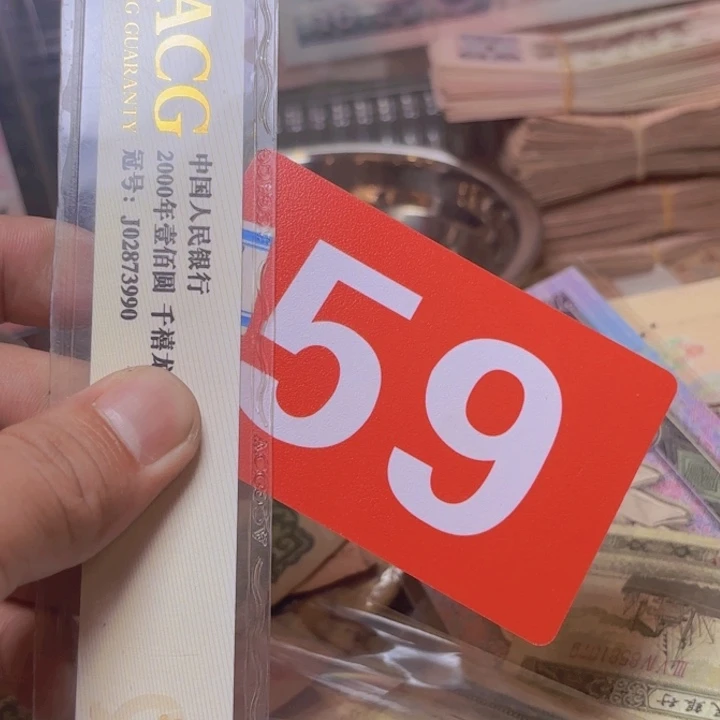 ACG
G GUARANTY
中国人民银行
2000年壹佰圆 千禧
冠号：J02873990
59